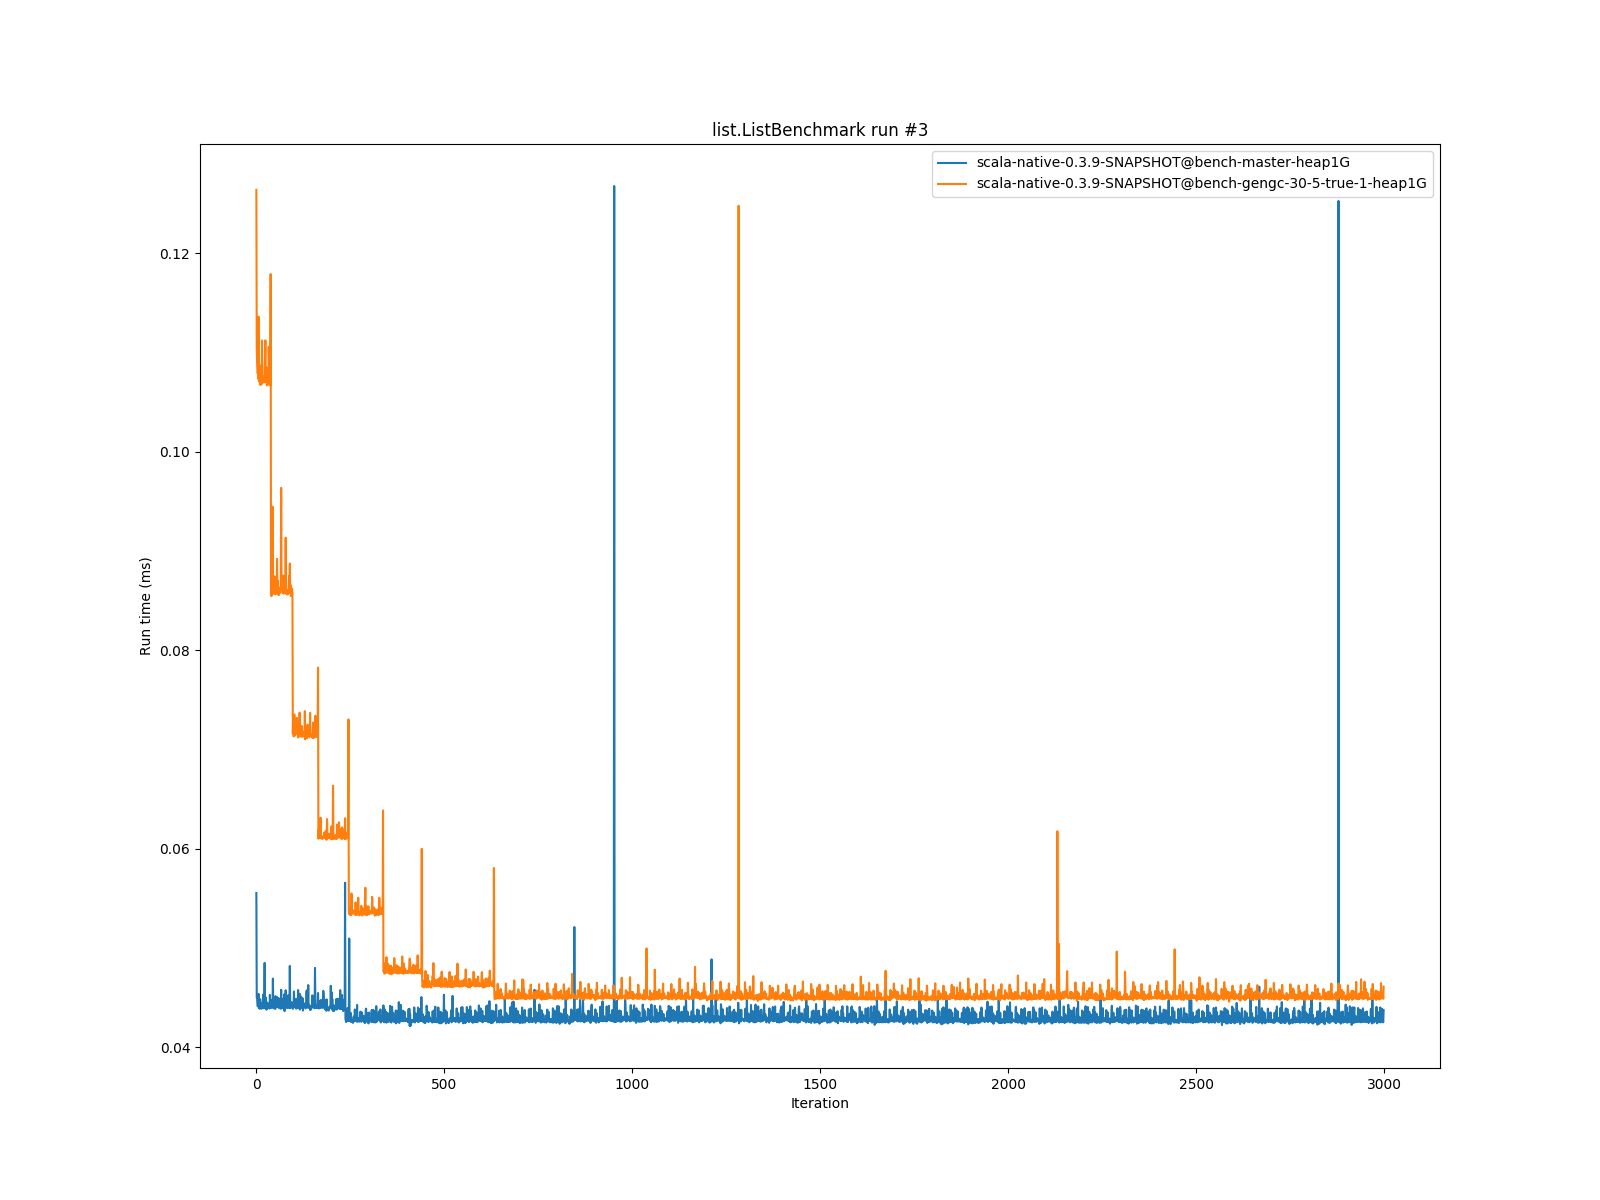 list.ListBenchmark run #3
scala-native-0.3.9-SNAPSHOT@bench-master-heap1G
scala-native-0.3.9-SNAPSHOT@bench-gengc-30-5-true-1-heap1G
0.12
0.10
0.08
0.06
0.04
Run time (ms)
0 500 1000 1500 2000 2500 3000
Iteration